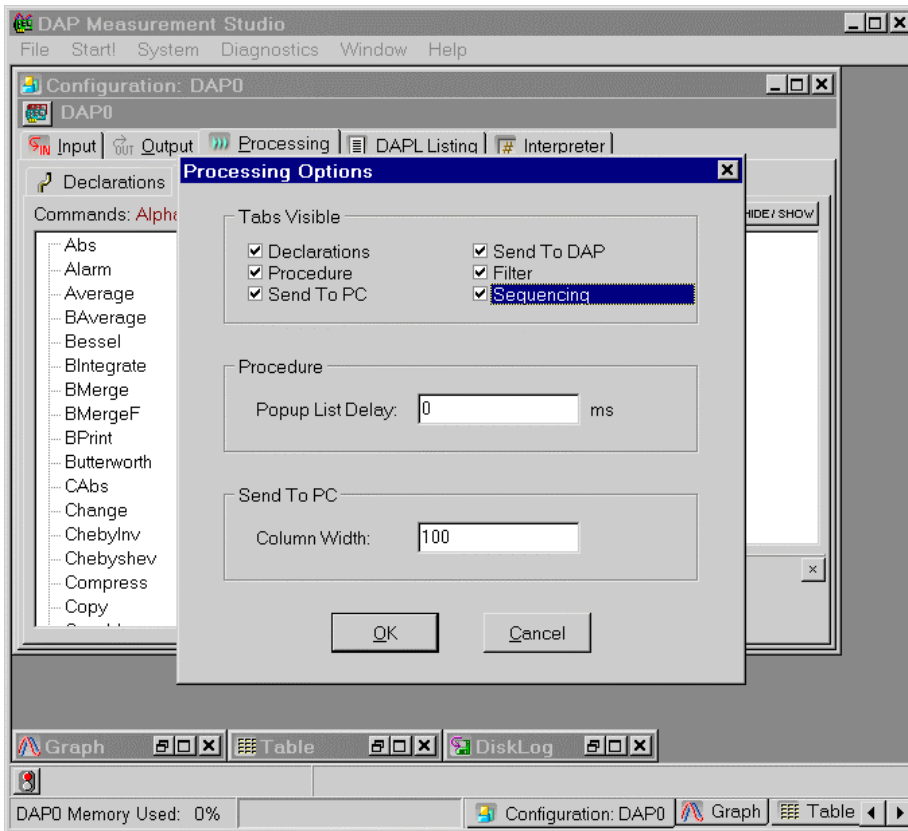 DAP Measurement Studio
File Start! System Diagnostics Window Help
Configuration: DAP0
DAP0
IN Input OUT Output Processing DAPL Listing # Interpreter
Declarations
Processing Options
Commands: Alpha
HIDE / SHOW
Tabs Visible
Declarations Send To DAP
Procedure Filter
Send To PC Sequencing
Abs
Alarm
Average
BAverage
Bessel
BIntegrate
BMerge
BMergeF
BPrint
Butterworth
CAbs
Change
ChebyInv
Chebyshev
Compress
Copy
Procedure
Popup List Delay: 0 ms
Send To PC
Column Width: 100
OK Cancel
Graph Table DiskLog
DAP0 Memory Used: 0% Configuration: DAP0 Graph Table